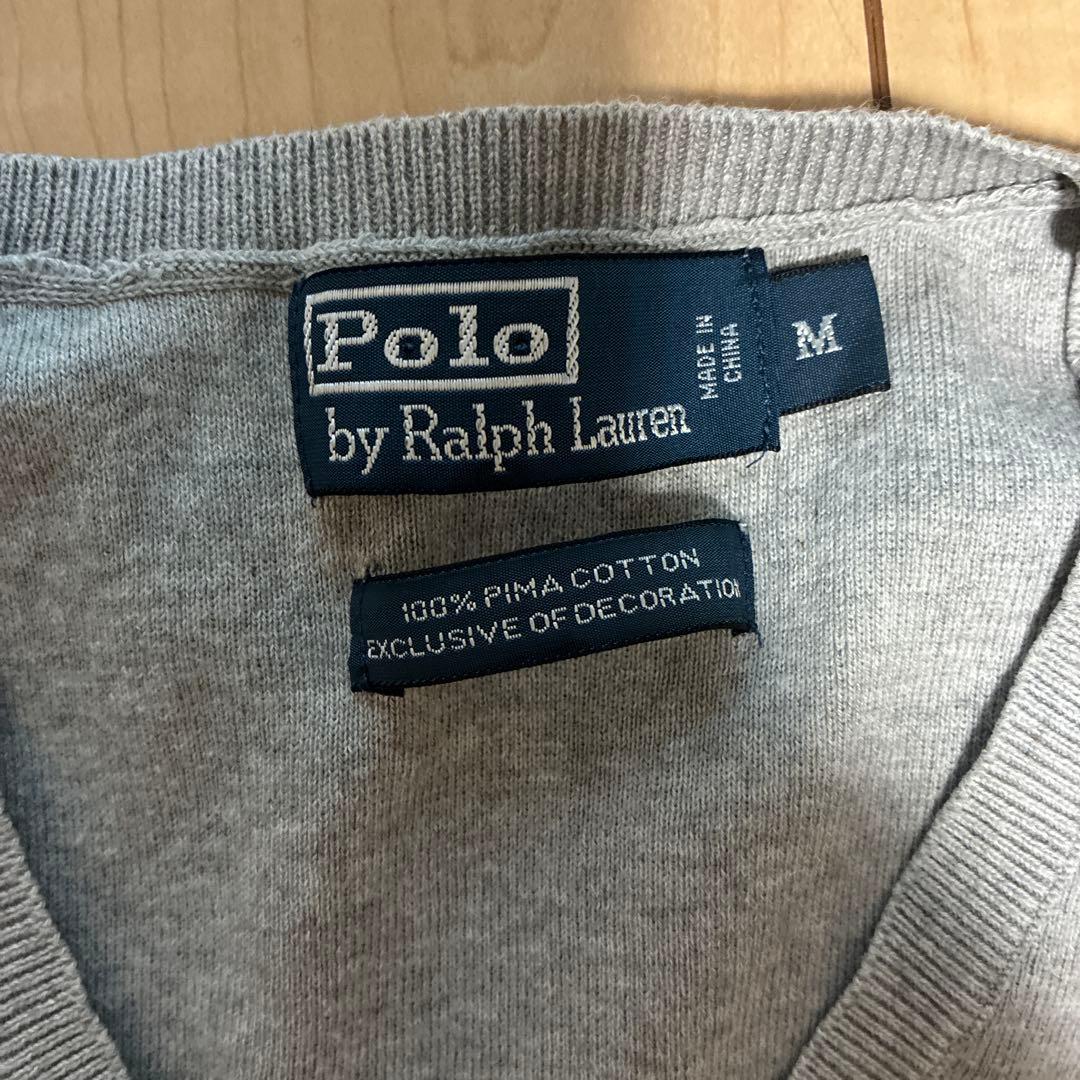 Polo
by Ralph Lauren
MADE IN
CHINA
M
100% PIMA COTTON
EXCLUSIVE OF DECORATION